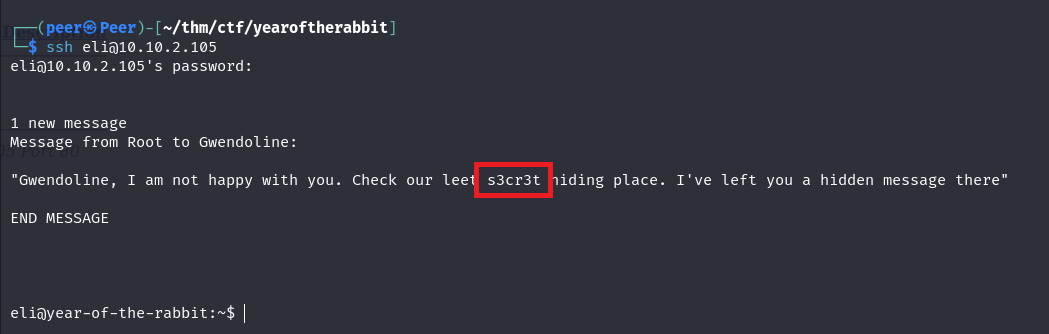 ┌──(peer㉿Peer)-[~/thm/ctf/yearoftherabbit]
└─$ ssh eli@10.10.2.105
eli@10.10.2.105's password:
1 new message
Message from Root to Gwendoline:
"Gwendoline, I am not happy with you. Check our leet s3cr3t hiding place. I've left you a hidden message there"
END MESSAGE
eli@year-of-the-rabbit:~$